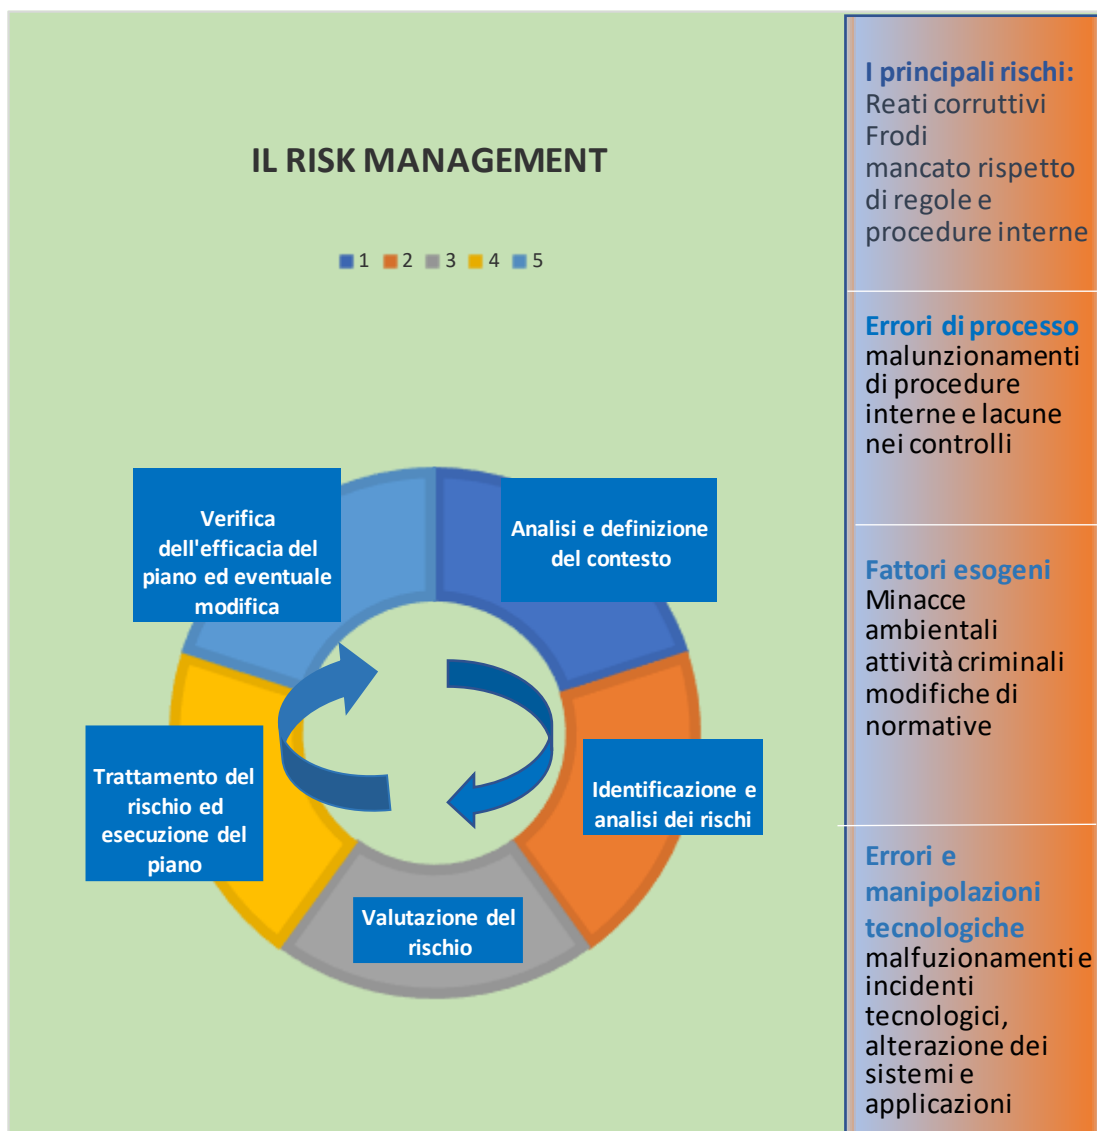 IL RISK MANAGEMENT
1 2 3 4 5
Verifica
dell'efficacia del
piano ed eventuale
modifica
Analisi e definizione
del contesto
Trattamento del
rischio ed
esecuzione del
piano
Identificazione e
analisi dei rischi
Valutazione del
rischio
I principali rischi:
Reati corruttivi
Frodi
mancato rispetto
di regole e
procedure interne
Errori di processo
malunzionamenti
di procedure
interne e lacune
nei controlli
Fattori esogeni
Minacce
ambientali
attività criminali
modifiche di
normative
Errori e
manipolazioni
tecnologiche
malfuzionamenti e
incidenti
tecnologici,
alterazione dei
sistemi e
applicazioni